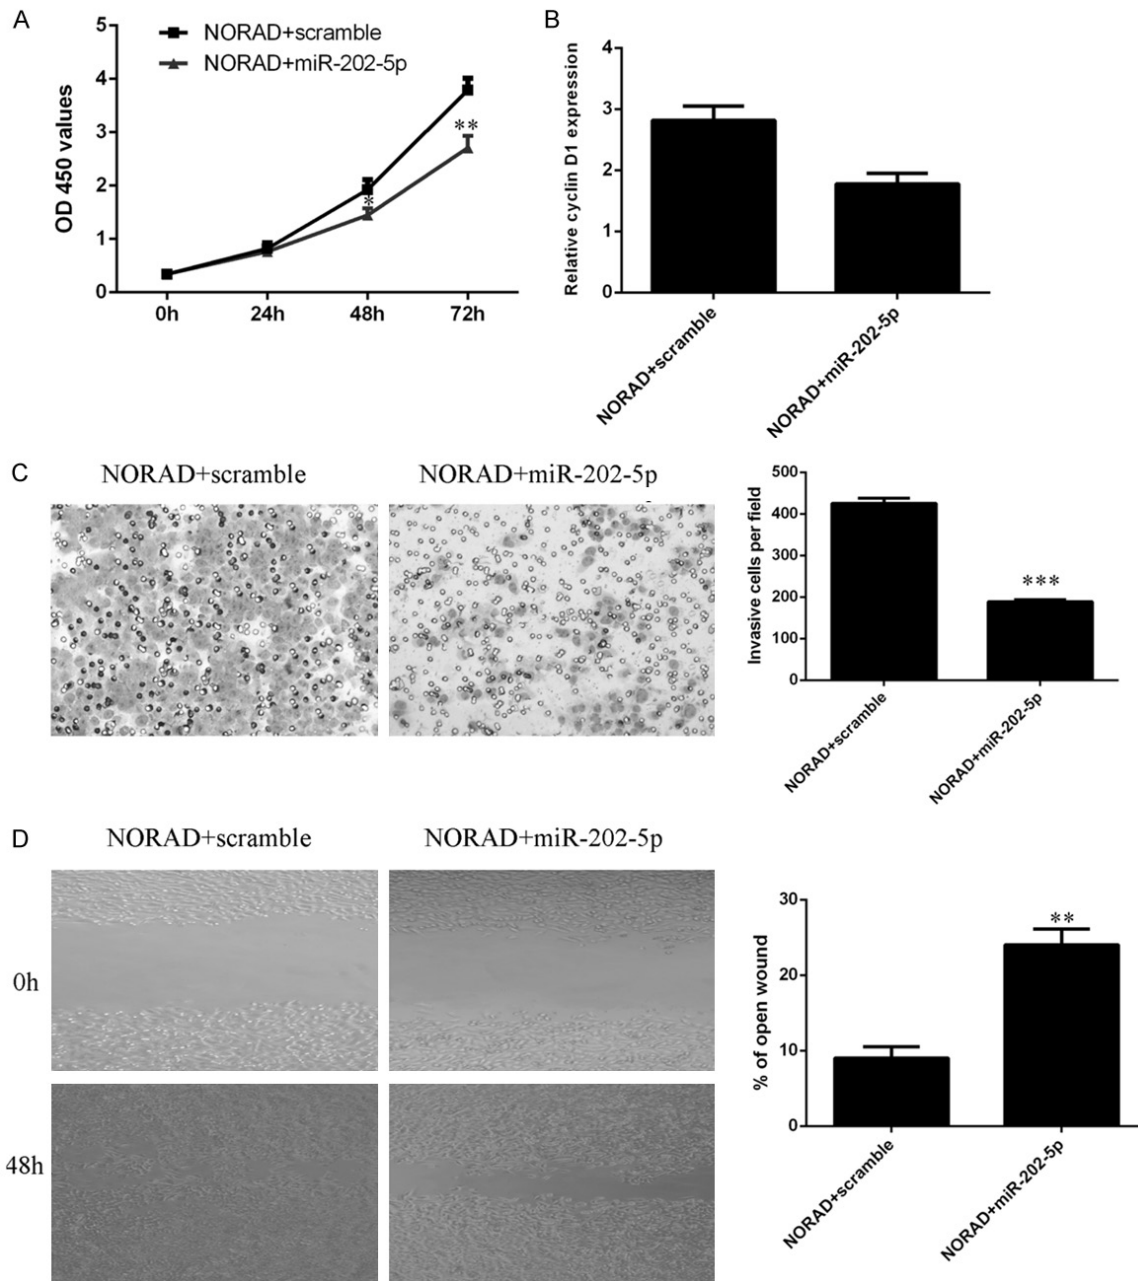 A
B
NORAD+scramble
NORAD+miR-202-5p
OD 450 values
5
4
3
2
1
0
**
*
0h
24h
48h
72h
Relative cyclin D1 expression
4
3
2
1
0
NORAD+scramble
NORAD+miR-202-5p
C
NORAD+scramble
NORAD+miR-202-5p
Invasive cells per field
500
400
300
200
100
0
***
NORAD+scramble
NORAD+miR-202-5p
D
NORAD+scramble
NORAD+miR-202-5p
0h
48h
% of open wound
30
20
10
0
**
NORAD+scramble
NORAD+miR-202-5p